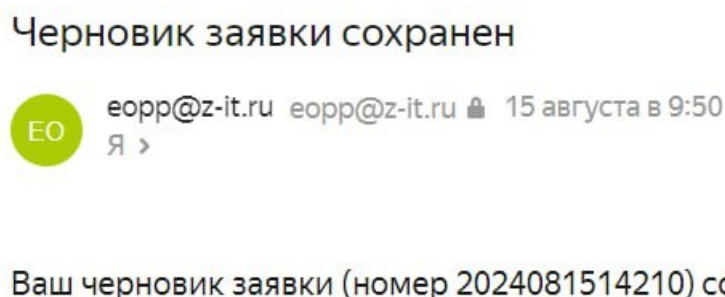 Черновик заявки сохранен
eopp@z-it.ru eopp@z-it.ru 15 августа в 9:50
EO
Я >
Ваш черновик заявки (номер 2024081514210)